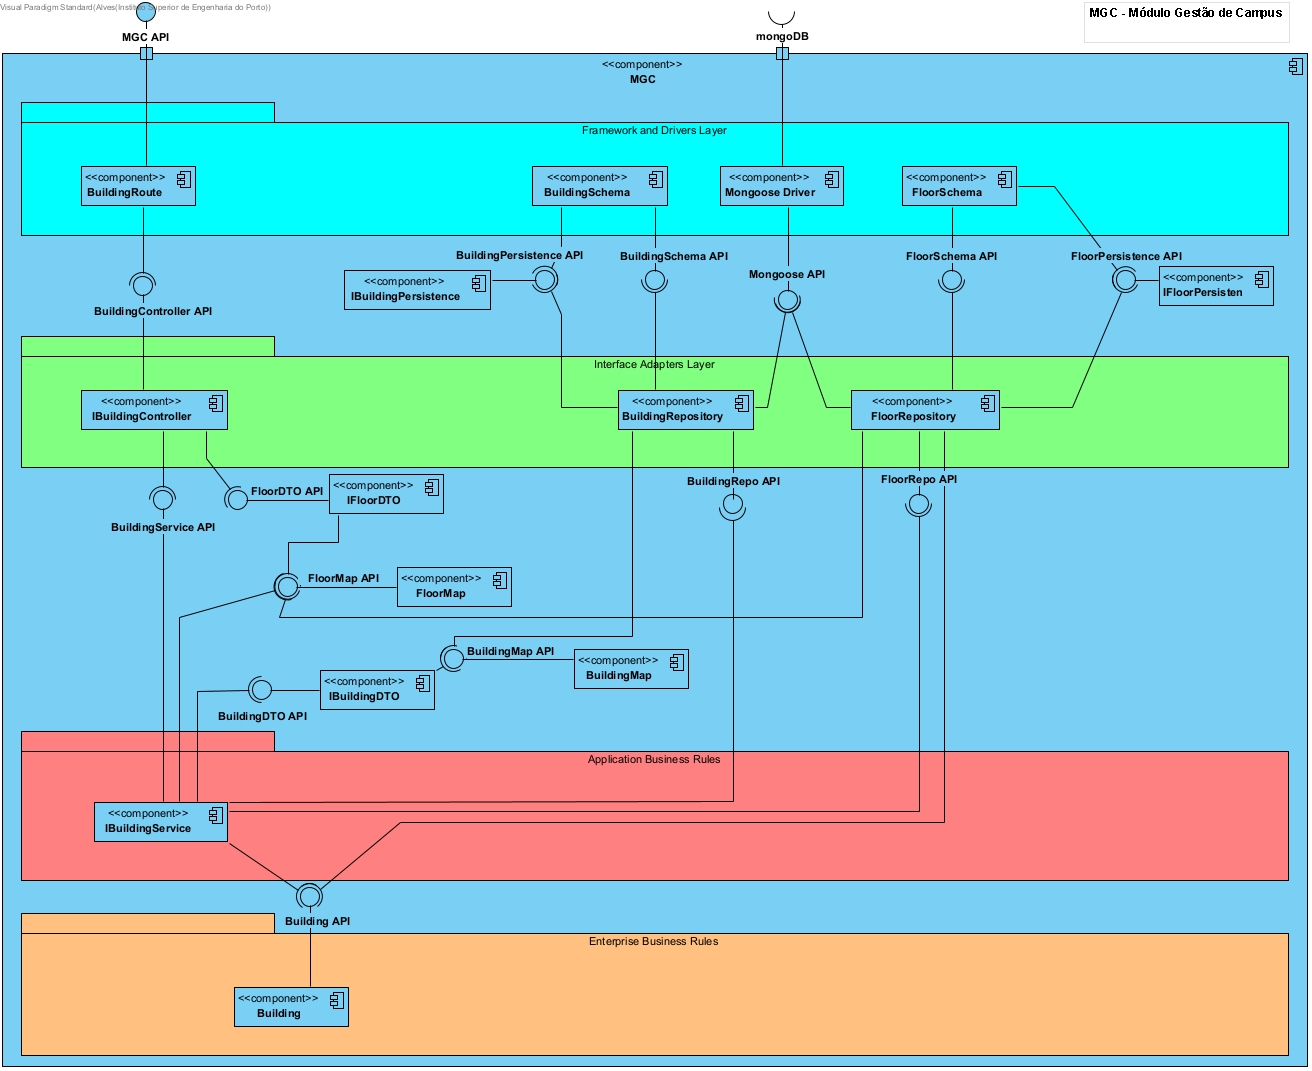 Visual Paradigm Standard(Alves(Instituto Superior de Engenharia do Porto))
MGC - Módulo Gestão de Campus
MGC API
mongoDB
<<component>>
MGC
Framework and Drivers Layer
<<component>>
BuildingRoute
<<component>>
BuildingSchema
<<component>>
Mongoose Driver
<<component>>
FloorSchema
BuildingPersistence API
BuildingSchema API
Mongoose API
FloorSchema API
FloorPersistence API
<<component>>
IBuildingPersistence
<<component>>
IFloorPersisten
BuildingController API
Interface Adapters Layer
<<component>>
IBuildingController
<<component>>
BuildingRepository
<<component>>
FloorRepository
BuildingRepo API
FloorRepo API
FloorDTO API
<<component>>
IFloorDTO
BuildingService API
FloorMap API
<<component>>
FloorMap
BuildingMap API
<<component>>
BuildingMap
<<component>>
IBuildingDTO
BuildingDTO API
Application Business Rules
<<component>>
IBuildingService
Building API
Enterprise Business Rules
<<component>>
Building